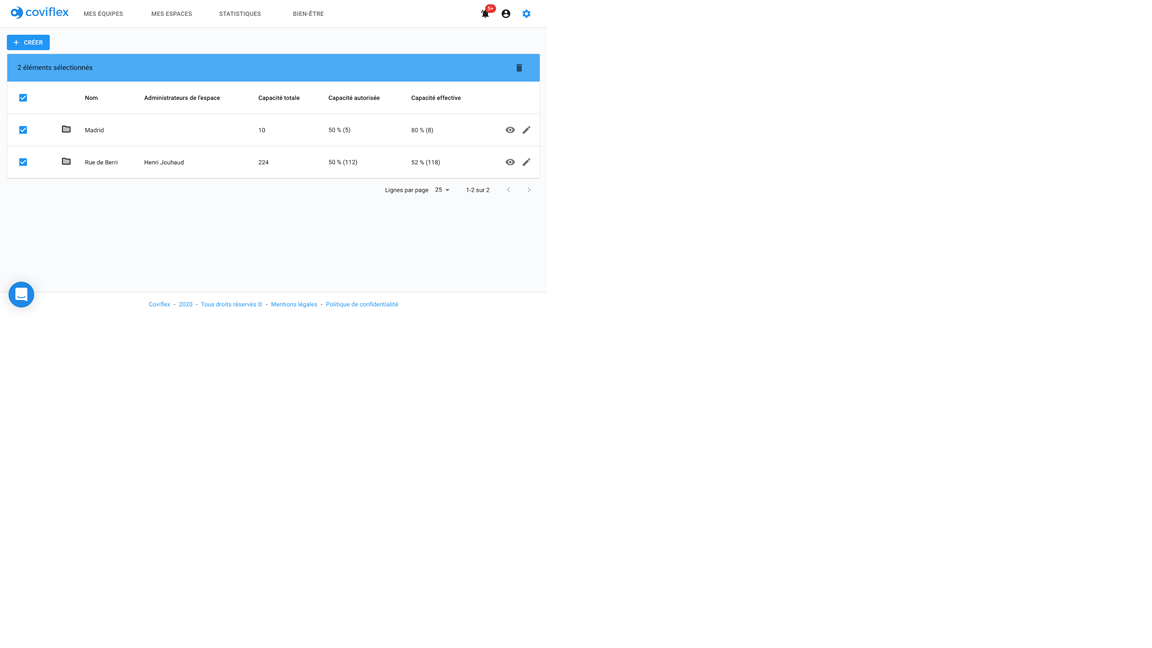 coviflex MES ÉQUIPES MES ESPACES STATISTIQUES BIEN-ÊTRE 5+
+ CRÉER
2 éléments sélectionnés
Nom Administrateurs de l'espace Capacité totale Capacité autorisée Capacité effective
Madrid 10 50 % (5) 80 % (8)
Rue de Berri Henri Jouhaud 224 50 % (112) 52 % (118)
Lignes par page 25 1-2 sur 2
Coviflex • 2020 • Tous droits réservés © • Mentions légales • Politique de confidentialité